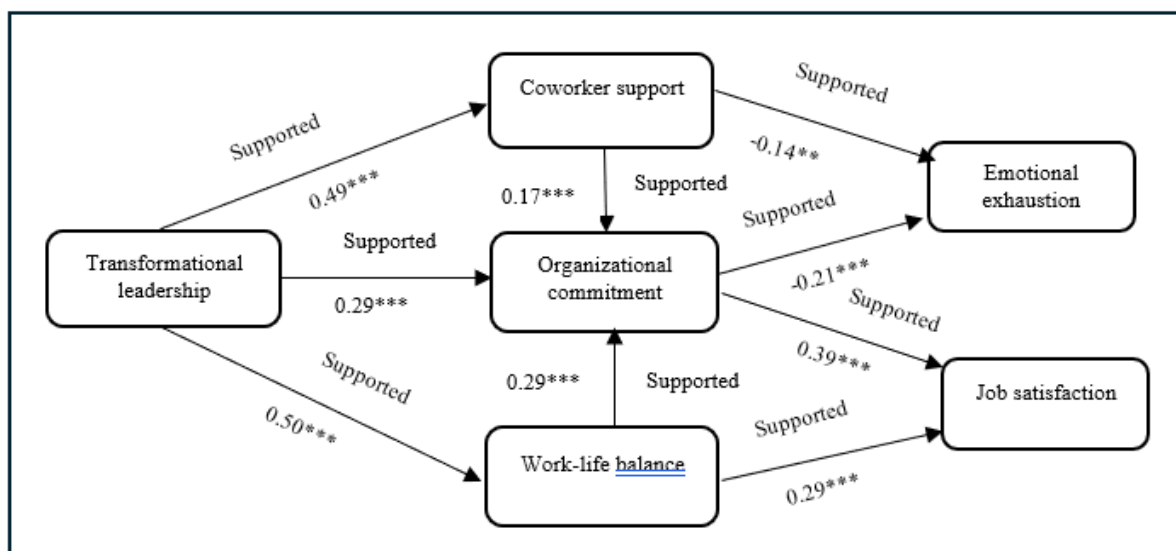 Coworker support
Supported
Supported
-0.14**
0.49***
0.17***
Supported
Emotional
exhaustion
Supported
Transformational
leadership
Supported
0.29***
Organizational
commitment
-0.21***
Supported
0.39***
Supported
0.50***
0.29***
Supported
Job satisfaction
Supported
Work-life balance
0.29***